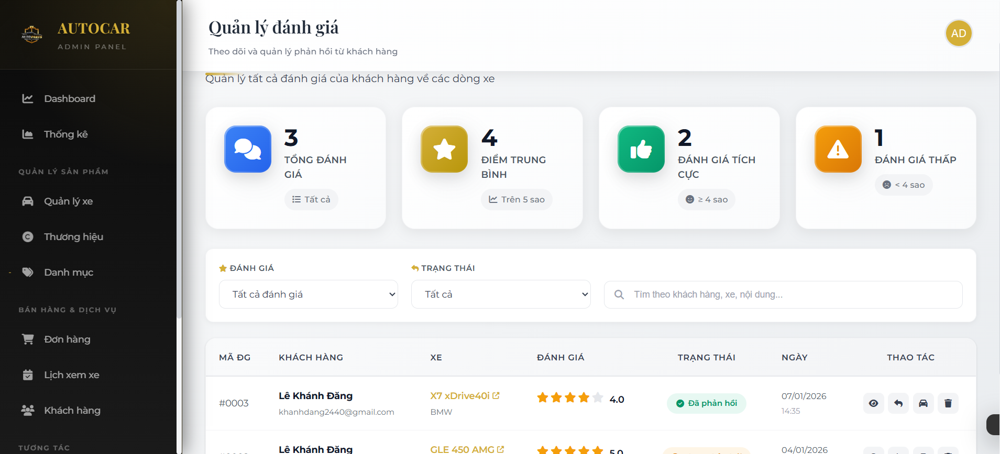 AUTOCAR
ADMIN PANEL
AUTOPARTS
Dashboard
Thống kê
QUẢN LÝ SẢN PHẨM
Quản lý xe
Thương hiệu
- Danh mục
BÁN HÀNG & DỊCH VỤ
Đơn hàng
Lịch xem xe
Khách hàng
TƯƠNG TÁC
Quản lý đánh giá
Theo dõi và quản lý phản hồi từ khách hàng
AD
Quản lý tất cả đánh giá của khách hàng về các dòng xe
3
TỔNG ĐÁNH
GIÁ
Tất cả
4
ĐIỂM TRUNG
BÌNH
Trên 5 sao
2
ĐÁNH GIÁ TÍCH
CỰC
≥ 4 sao
1
ĐÁNH GIÁ THẤP
< 4 sao
ĐÁNH GIÁ
Tất cả đánh giá
TRẠNG THÁI
Tất cả
Tìm theo khách hàng, xe, nội dung...
MÃ ĐG KHÁCH HÀNG XE ĐÁNH GIÁ TRẠNG THÁI NGÀY THAO TÁC
#0003 Lê Khánh Đăng X7 xDrive40i 4.0 Đã phản hồi 07/01/2026
khanhdang2440@gmail.com BMW 14:35
Lê Khánh Đăng GLE 450 AMG 5.0 04/01/2026